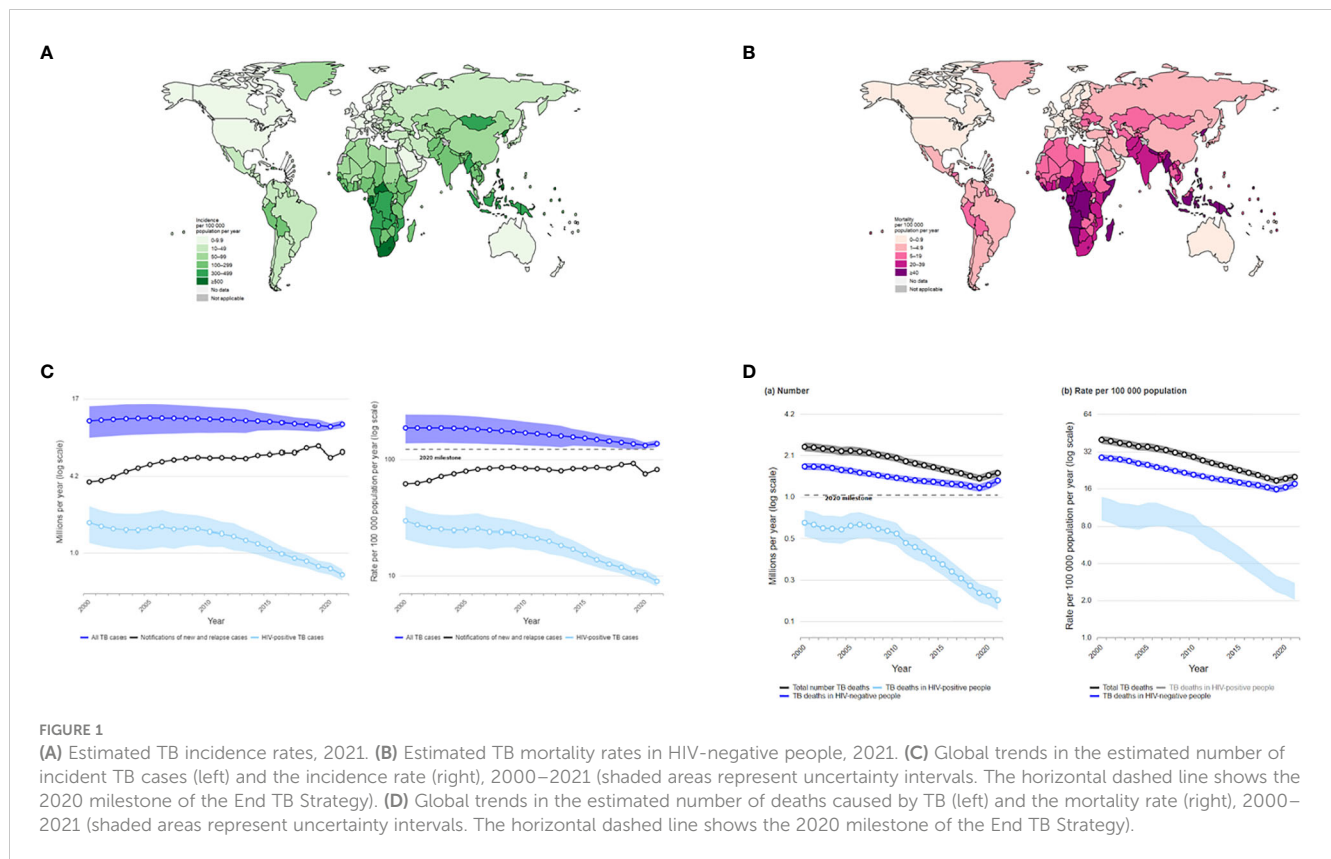 A
Incidence
per 100 000
population per year
0-9.9
10–49
50–99
100–299
300–499
≥500
No data
Not applicable
B
Mortality
per 100 000
population per year
0–0.9
1–4.9
5–19
20–39
≥40
No data
Not applicable
C
Millions per year (log scale)
17
4.2
1.0
2000
2005
2010
2015
2020
Year
All TB cases
Notifications of new and relapse cases
HIV-positive TB cases
Rate per 100 000 population per year (log scale)
100
10
2020 milestone
2000
2005
2010
2015
2020
Year
All TB cases
Notifications of new and relapse cases
HIV-positive TB cases
D
(a) Number
Millions per year (log scale)
4.2
2.1
1.0
0.5
0.3
0.1
2020 milestone
2000
2005
2010
2015
2020
Year
Total number TB deaths
TB deaths in HIV-positive people
TB deaths in HIV-negative people
(b) Rate per 100 000 population
Rate per 100 000 population per year (log scale)
64
32
16
8.0
4.0
2.0
1.0
2000
2005
2010
2015
2020
Year
Total TB deaths
TB deaths in HIV-positive people
TB deaths in HIV-negative people
FIGURE 1
(A) Estimated TB incidence rates, 2021. (B) Estimated TB mortality rates in HIV-negative people, 2021. (C) Global trends in the estimated number of
incident TB cases (left) and the incidence rate (right), 2000–2021 (shaded areas represent uncertainty intervals. The horizontal dashed line shows the
2020 milestone of the End TB Strategy). (D) Global trends in the estimated number of deaths caused by TB (left) and the mortality rate (right), 2000–
2021 (shaded areas represent uncertainty intervals. The horizontal dashed line shows the 2020 milestone of the End TB Strategy).